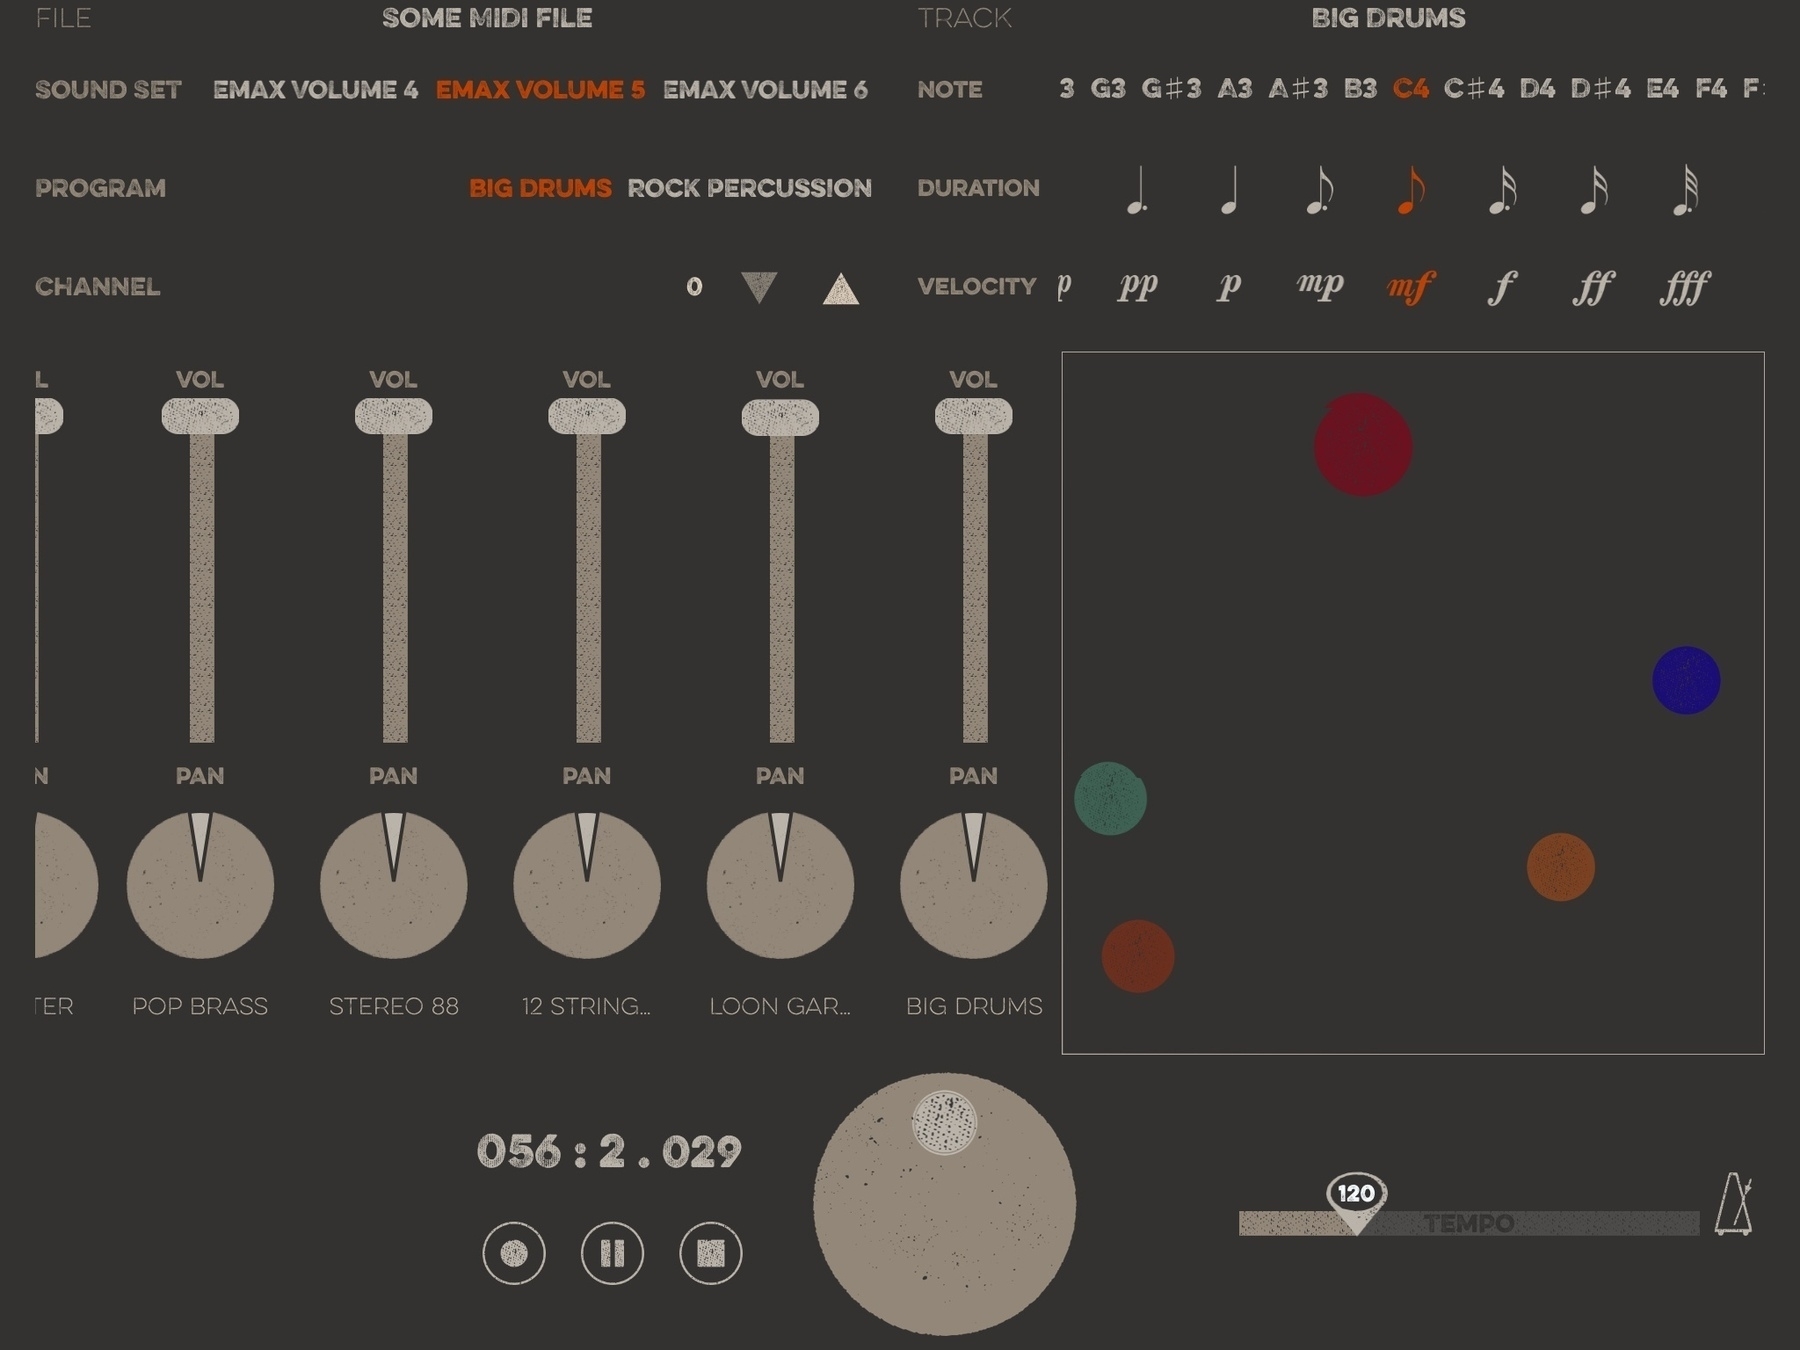 FILE SOME MIDI FILE TRACK BIG DRUMS
SOUND SET EMAX VOLUME 4 EMAX VOLUME 5 EMAX VOLUME 6 NOTE 3 G3 G♯3 A3 A♯3 B3 C4 C♯4 D4 D♯4 E4 F4 F
PROGRAM BIG DRUMS ROCK PERCUSSION DURATION
CHANNEL 0 VELOCITY p pp p mp mf f ff fff
L VOL VOL VOL VOL VOL
N PAN PAN PAN PAN PAN
TER POP BRASS STEREO 88 12 STRING... LOON GAR... BIG DRUMS
056:2.029
120
TEMPO